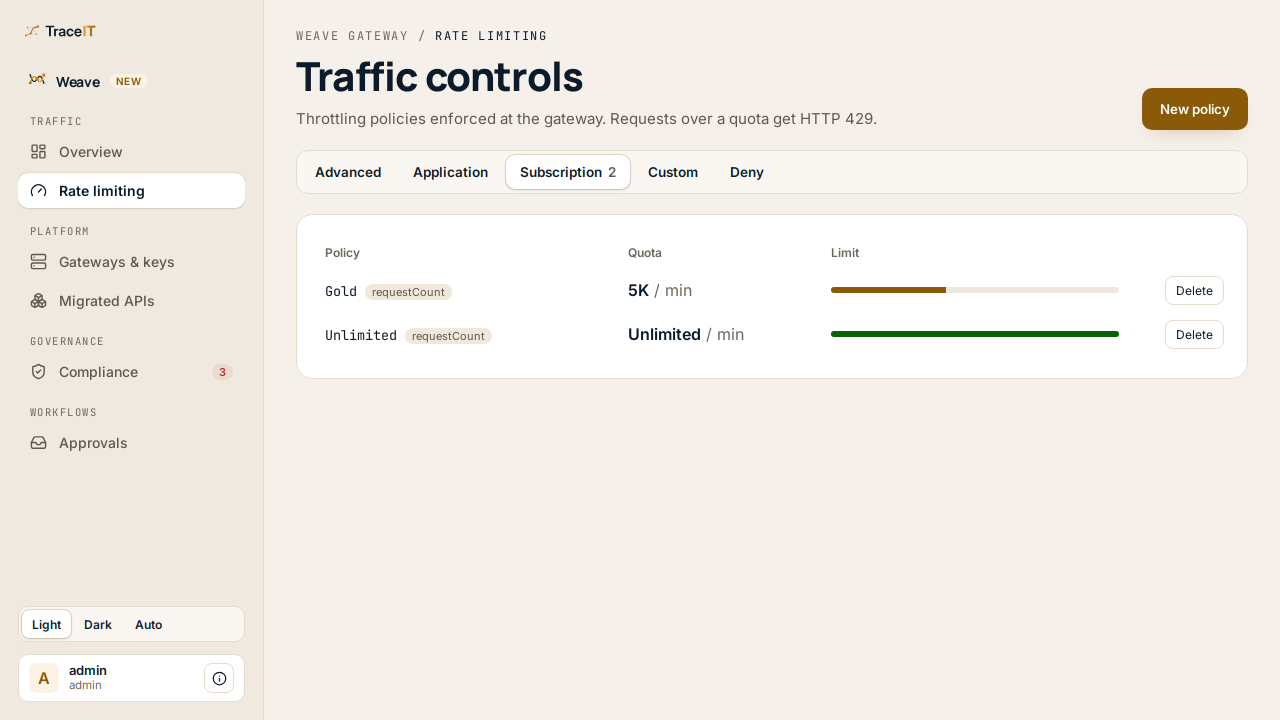 TraceIT
Weave NEW
TRAFFIC
Overview
Rate limiting
PLATFORM
Gateways & keys
Migrated APIs
GOVERNANCE
Compliance 3
WORKFLOWS
Approvals
Light Dark Auto
A admin
admin
WEAVE GATEWAY / RATE LIMITING
Traffic controls
Throttling policies enforced at the gateway. Requests over a quota get HTTP 429.
New policy
Advanced Application Subscription 2 Custom Deny
Policy Quota Limit
Gold requestCount 5K / min Delete
Unlimited requestCount Unlimited / min Delete